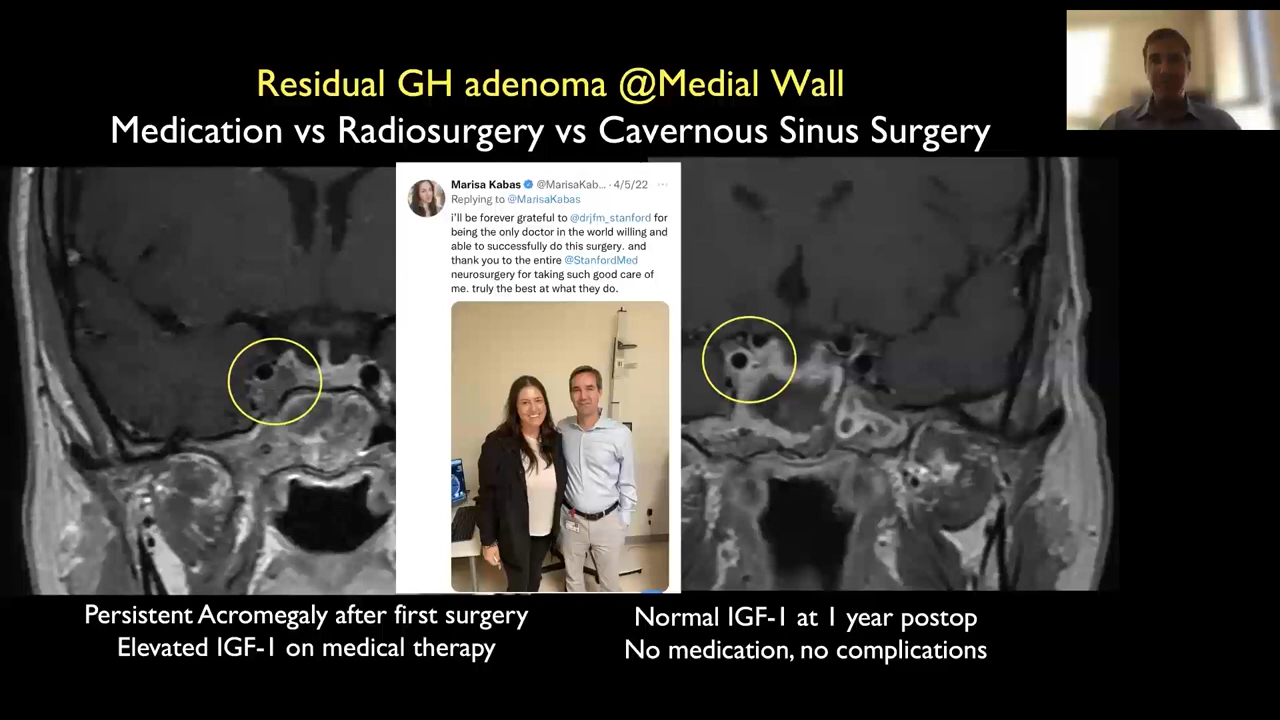 Residual GH adenoma @Medial Wall
Medication vs Radiosurgery vs Cavernous Sinus Surgery
Marisa Kabas @MarisaKab... · 4/5/22 ...
Replying to @MarisaKabas
i'll be forever grateful to @drjfm_stanford for
being the only doctor in the world willing and
able to successfully do this surgery. and
thank you to the entire @StanfordMed
neurosurgery for taking such good care of
me. truly the best at what they do.
Persistent Acromegaly after first surgery
Elevated IGF-1 on medical therapy
Normal IGF-1 at 1 year postop
No medication, no complications